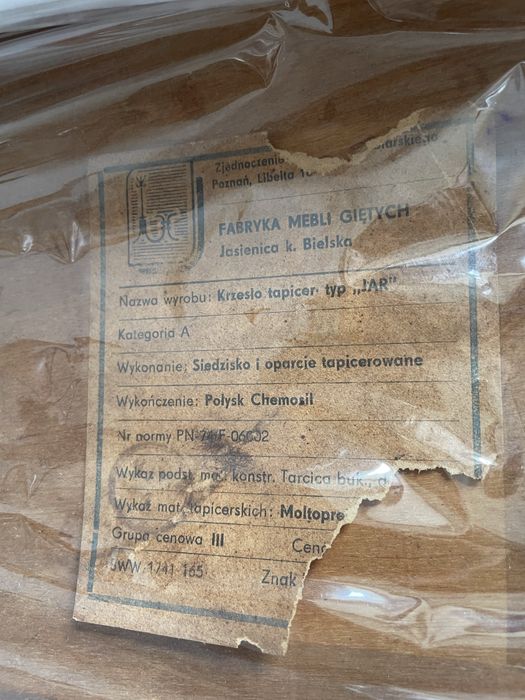 Zjednoczenie
Poznań, Libelta
FABRYKA MEBLI GIĘTYCH
Jasienica k. Bielska
Nazwa wyrobu: Krzesło tapicer. typ „JAR"
Kategoria A
Wykonanie: Siedzisko i oparcie tapicerowane
Wykończenie: Połysk Chemosil
Nr normy PN-74/F-06002
Wykaz podst. mat. konstr. Tarcica buk., d
Wykaz mat. tapicerskich: Moltopre
Grupa cenowa III Cen
SWW 1741-165 Znak